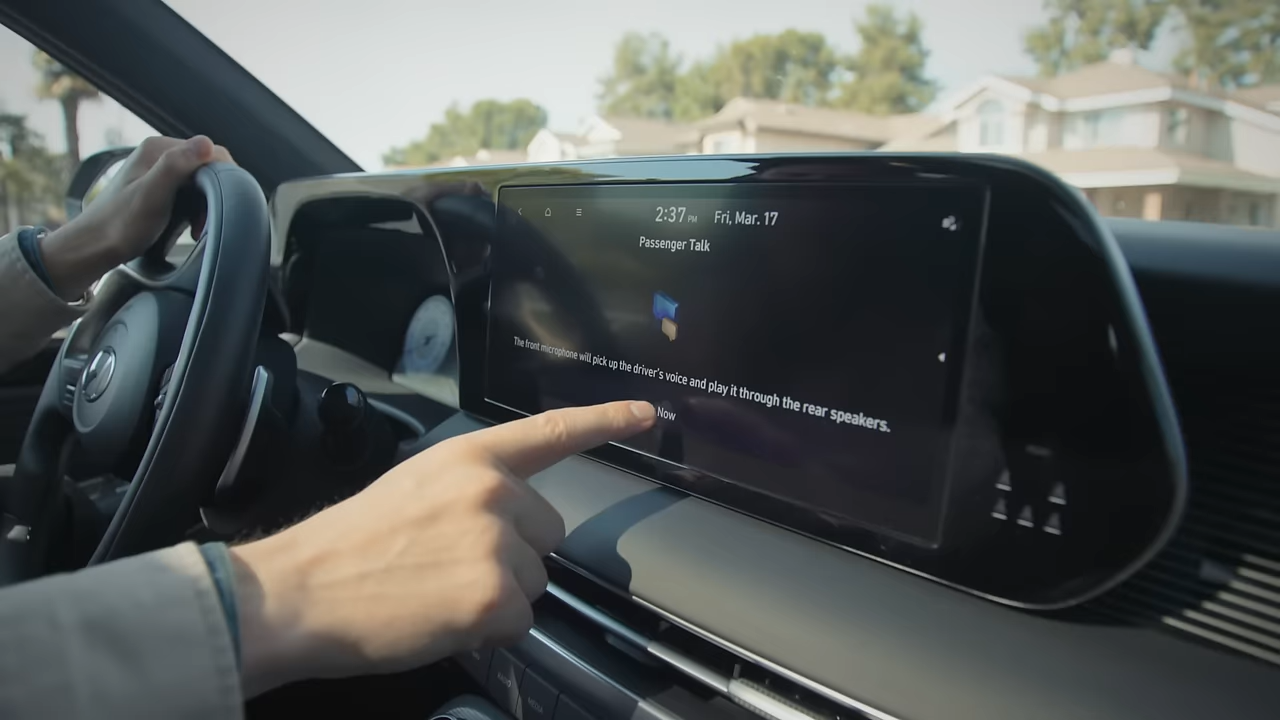 2:37 PM Fri, Mar. 17
Passenger Talk
The front microphone will pick up the driver's voice and play it through the rear speakers.
Now
MEDIA